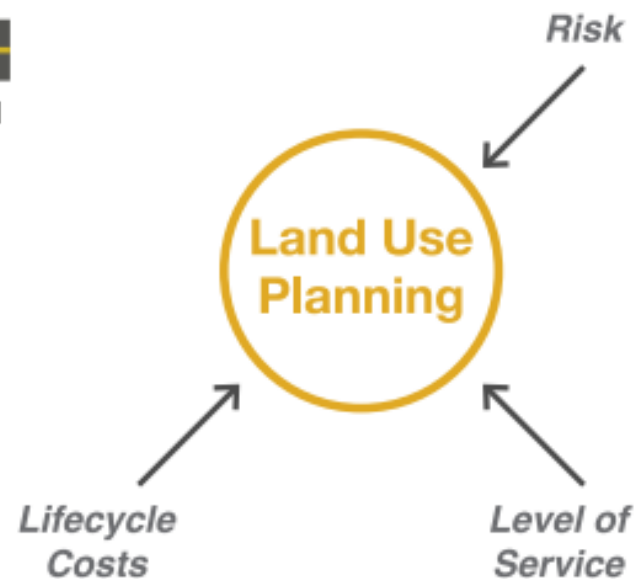 Risk
Land Use
Planning
Lifecycle
Costs
Level of
Service